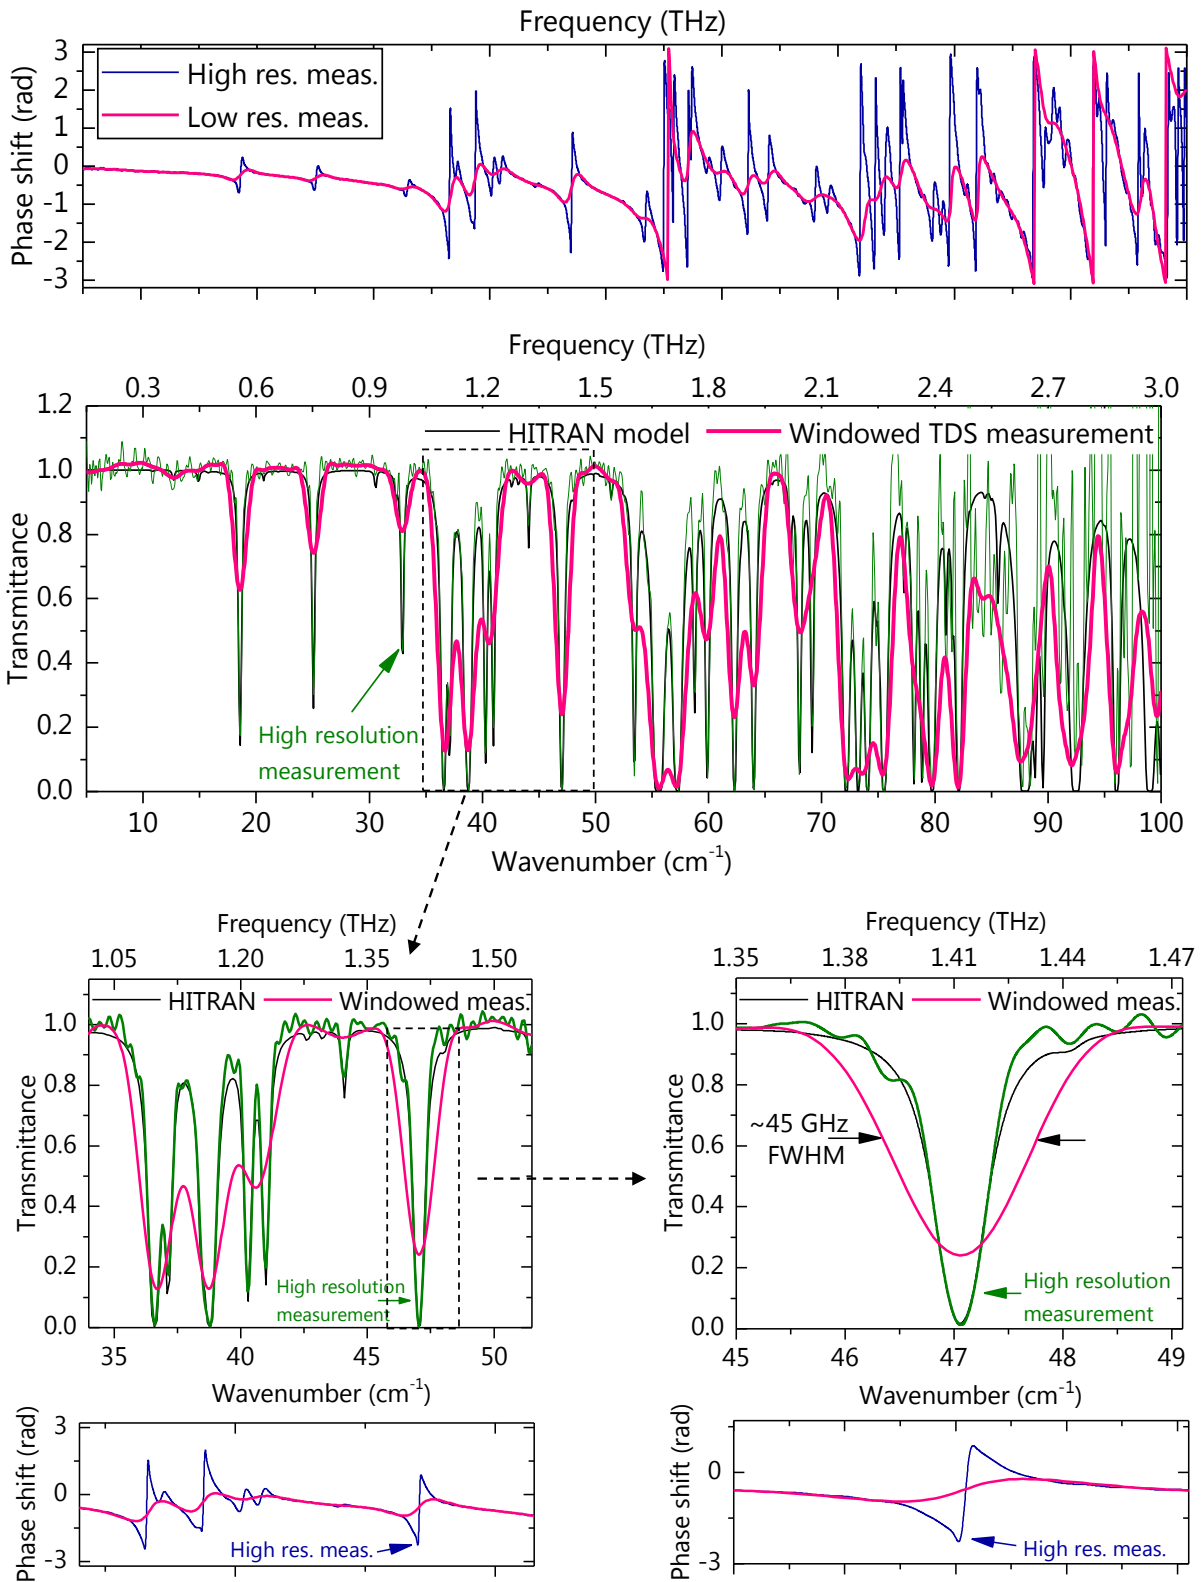 Frequency (THz)
Phase shift (rad)
3
2
1
0
-1
-2
-3
High res. meas.
Low res. meas.
Frequency (THz)
0.3 0.6 0.9 1.2 1.5 1.8 2.1 2.4 2.7 3.0
Transmittance
1.2
1.0
0.8
0.6
0.4
0.2
0.0
HITRAN model Windowed TDS measurement
High resolution
measurement
10 20 30 40 50 60 70 80 90 100
Wavenumber (cm⁻¹)
Frequency (THz)
1.05 1.20 1.35 1.50
Transmittance
1.0
0.8
0.6
0.4
0.2
0.0
HITRAN Windowed meas.
High resolution
measurement
35 40 45 50
Wavenumber (cm⁻¹)
Frequency (THz)
1.35 1.38 1.41 1.44 1.47
Transmittance
1.0
0.8
0.6
0.4
0.2
0.0
HITRAN Windowed meas.
~45 GHz
FWHM
High resolution
measurement
45 46 47 48 49
Wavenumber (cm⁻¹)
Phase shift (rad)
3
0
-3
High res. meas.
Phase shift (rad)
0
-3
High res. meas.